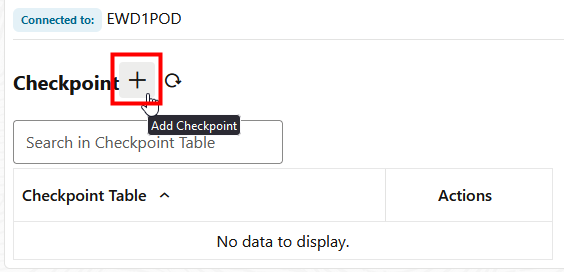 Connected to: EWD1POD
Checkpoint
Add Checkpoint
Search in Checkpoint Table
Checkpoint Table Actions
No data to display.